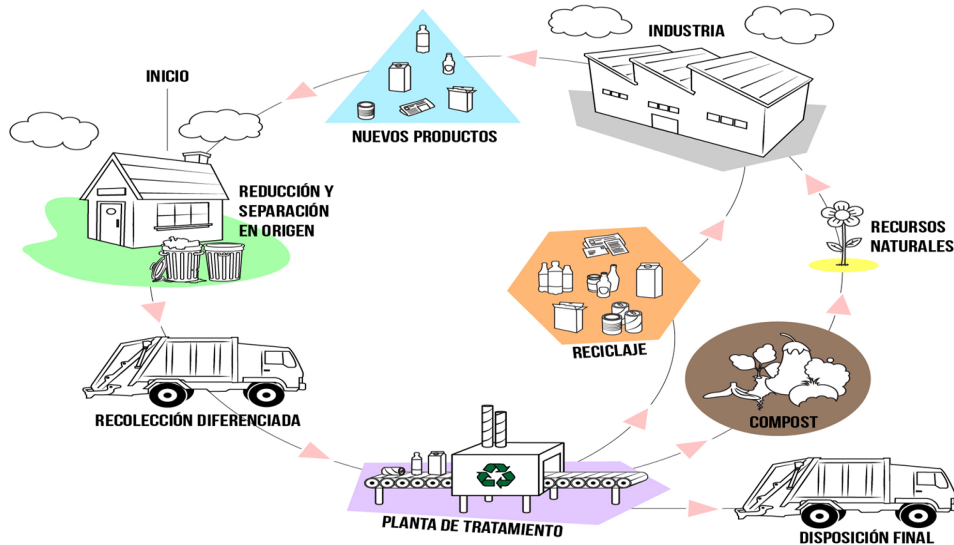 INICIO
NUEVOS PRODUCTOS
INDUSTRIA
REDUCCIÓN Y
SEPARACIÓN
EN ORIGEN
RECURSOS
NATURALES
RECICLAJE
RECOLECCIÓN DIFERENCIADA
COMPOST
PLANTA DE TRATAMIENTO
DISPOSICIÓN FINAL